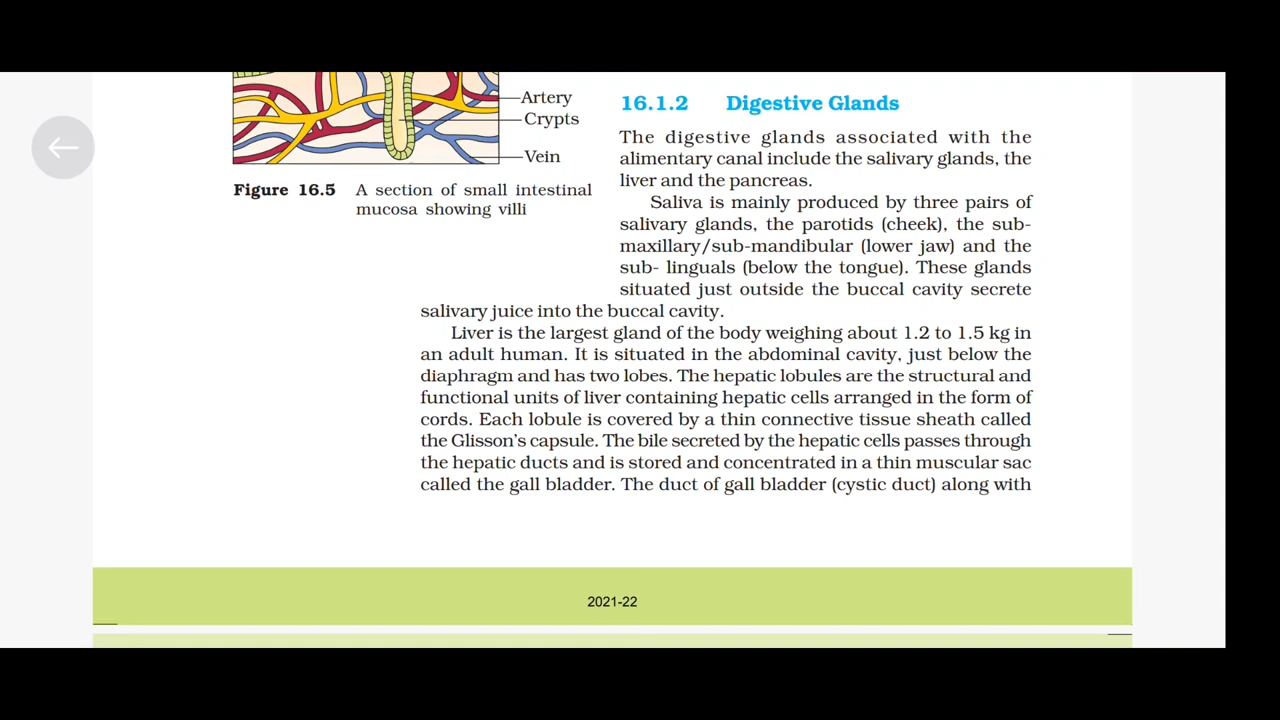 Artery
Crypts
Vein
Figure 16.5 A section of small intestinal
mucosa showing villi
16.1.2 Digestive Glands
The digestive glands associated with the
alimentary canal include the salivary glands, the
liver and the pancreas.
Saliva is mainly produced by three pairs of
salivary glands, the parotids (cheek), the sub-
maxillary/sub-mandibular (lower jaw) and the
sub- linguals (below the tongue). These glands
situated just outside the buccal cavity secrete
salivary juice into the buccal cavity.
Liver is the largest gland of the body weighing about 1.2 to 1.5 kg in
an adult human. It is situated in the abdominal cavity, just below the
diaphragm and has two lobes. The hepatic lobules are the structural and
functional units of liver containing hepatic cells arranged in the form of
cords. Each lobule is covered by a thin connective tissue sheath called
the Glisson's capsule. The bile secreted by the hepatic cells passes through
the hepatic ducts and is stored and concentrated in a thin muscular sac
called the gall bladder. The duct of gall bladder (cystic duct) along with
2021-22